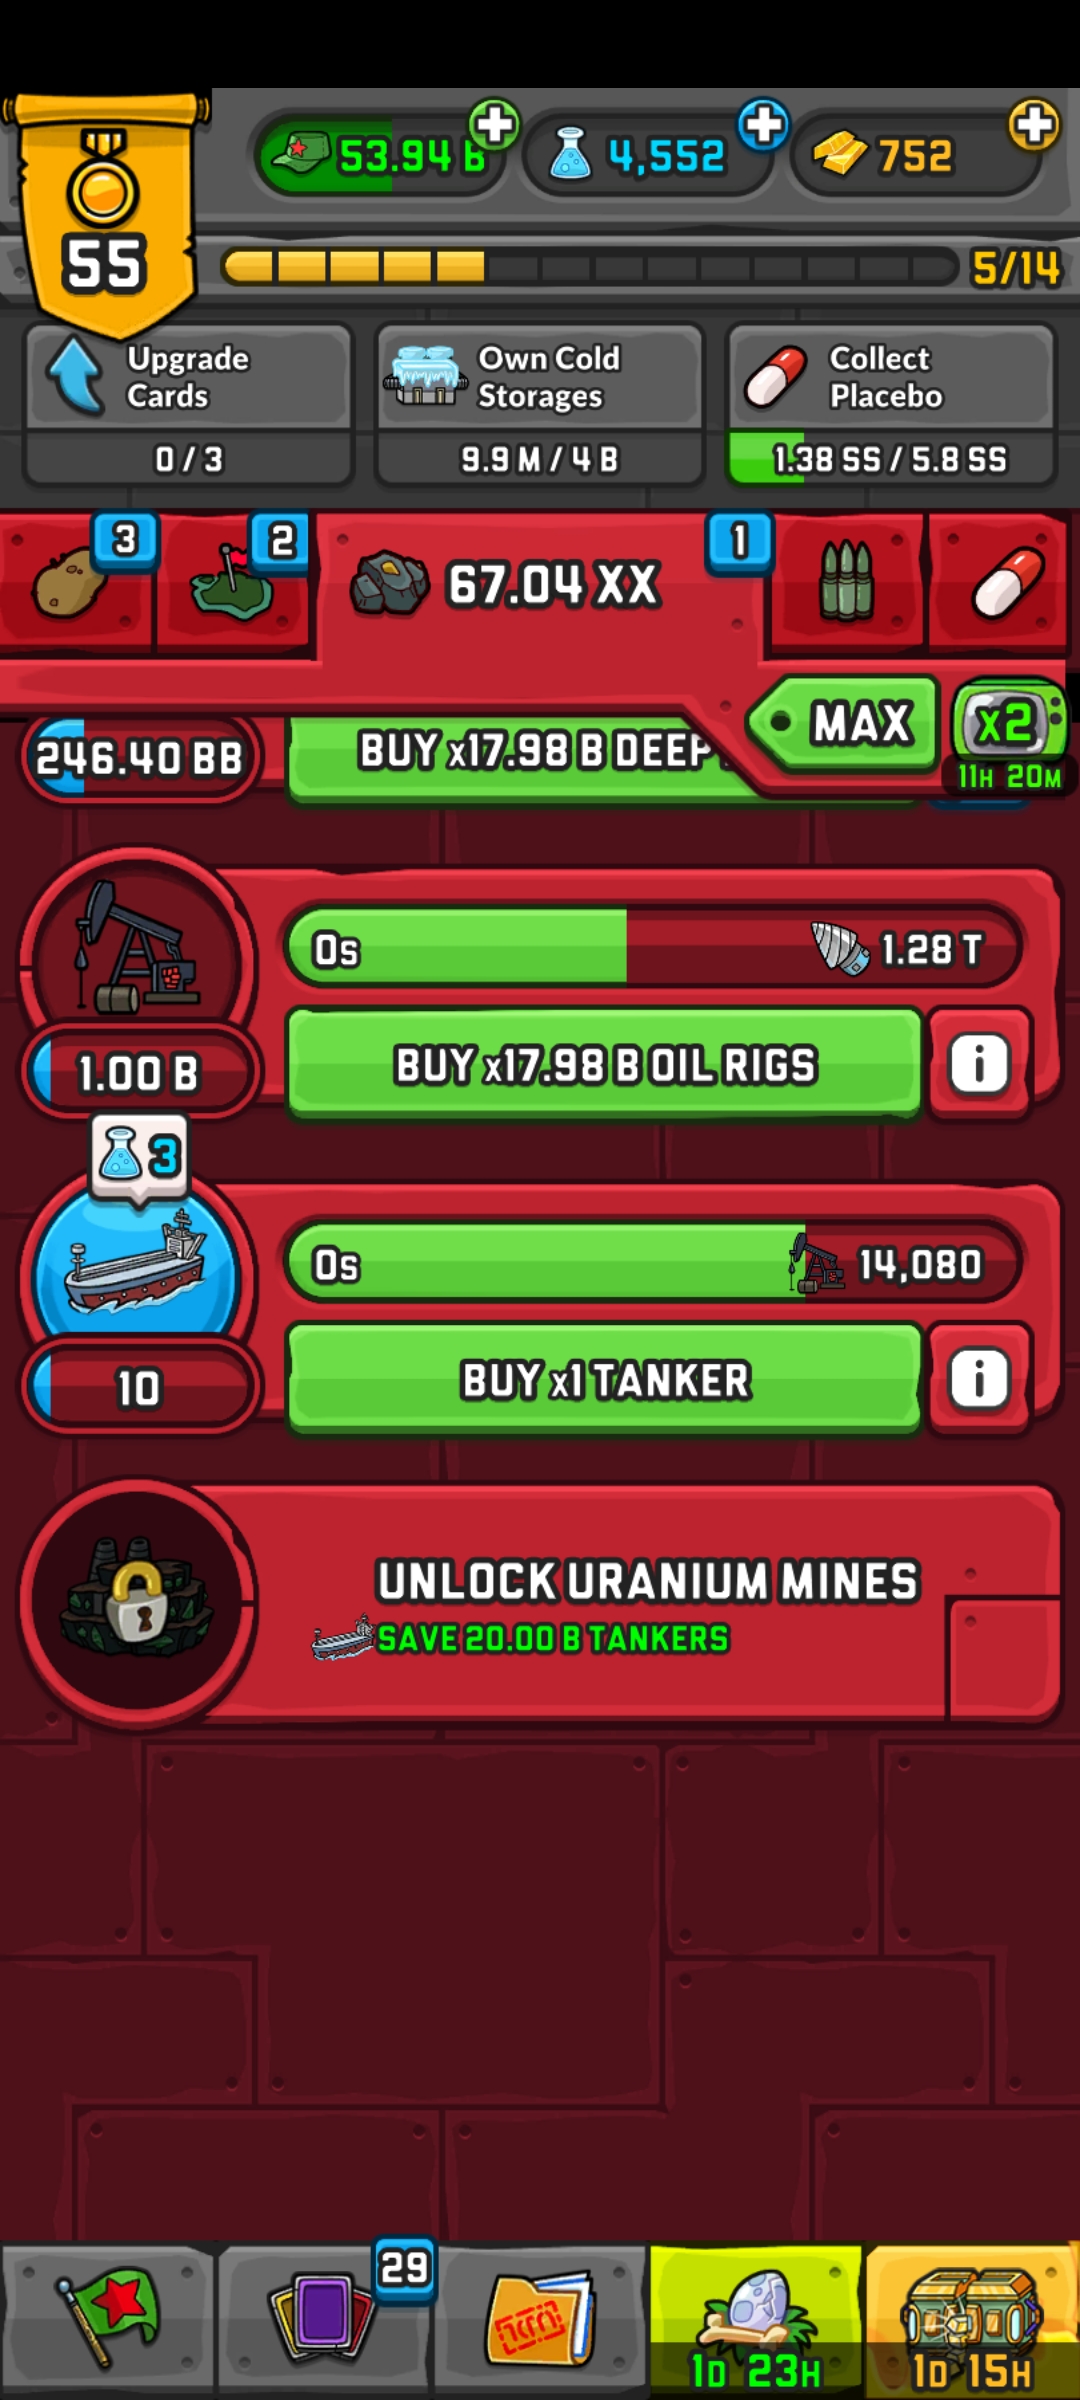 53.94 B
4,552
752
55
5/14
Upgrade
Cards
0 / 3
Own Cold
Storages
9.9 M / 4 B
Collect
Placebo
1.38 SS / 5.8 SS
3
2
67.04 XX
1
MAX
x2
11H 20M
246.40 BB
BUY x17.98 B DEEP
0s
1.28 T
1.00 B
BUY x17.98 B OIL RIGS
i
3
0s
14,080
10
BUY x1 TANKER
i
UNLOCK URANIUM MINES
SAVE 20.00 B TANKERS
29
1D 23H
1D 15H